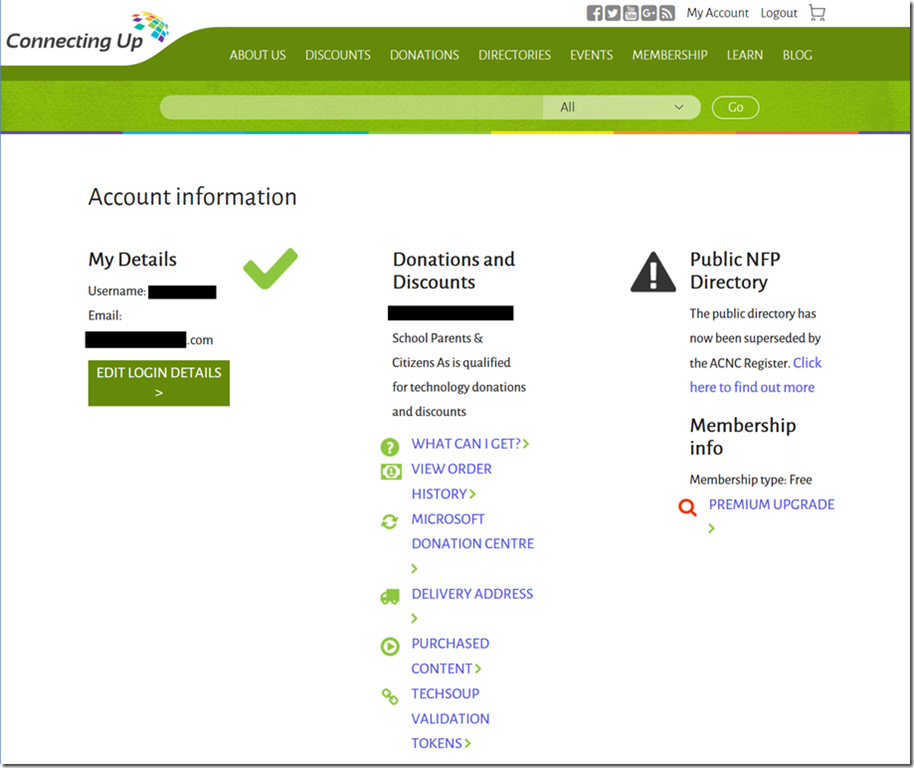 My Account Logout
Connecting Up
ABOUT US DISCOUNTS DONATIONS DIRECTORIES EVENTS MEMBERSHIP LEARN BLOG
All Go
Account information
My Details
Username:
Email:
.com
EDIT LOGIN DETAILS
>
Donations and
Discounts
School Parents &
Citizens As is qualified
for technology donations
and discounts
WHAT CAN I GET?>
VIEW ORDER
HISTORY>
MICROSOFT
DONATION CENTRE
>
DELIVERY ADDRESS
>
PURCHASED
CONTENT>
TECHSOUP
VALIDATION
TOKENS>
Public NFP
Directory
The public directory has
now been superseded by
the ACNC Register. Click
here to find out more
Membership
info
Membership type: Free
PREMIUM UPGRADE
>